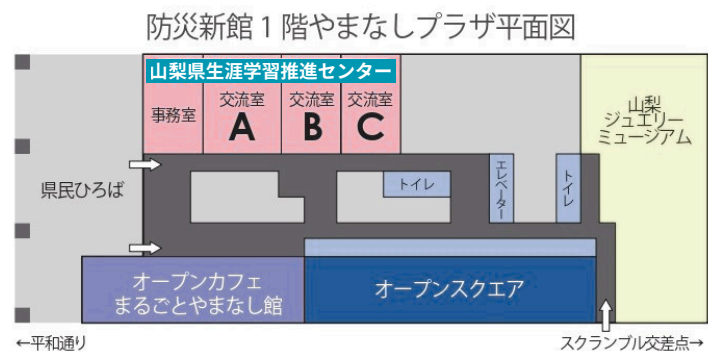 防災新館１階やまなしプラザ平面図
山梨県生涯学習推進センター
事務室
交流室
A
交流室
B
交流室
C
山梨
ジュエリー
ミュージアム
県民ひろば
トイレ
エレベーター
トイレ
オープンカフェ
まるごとやまなし館
オープンスクエア
←平和通り
スクランブル交差点→